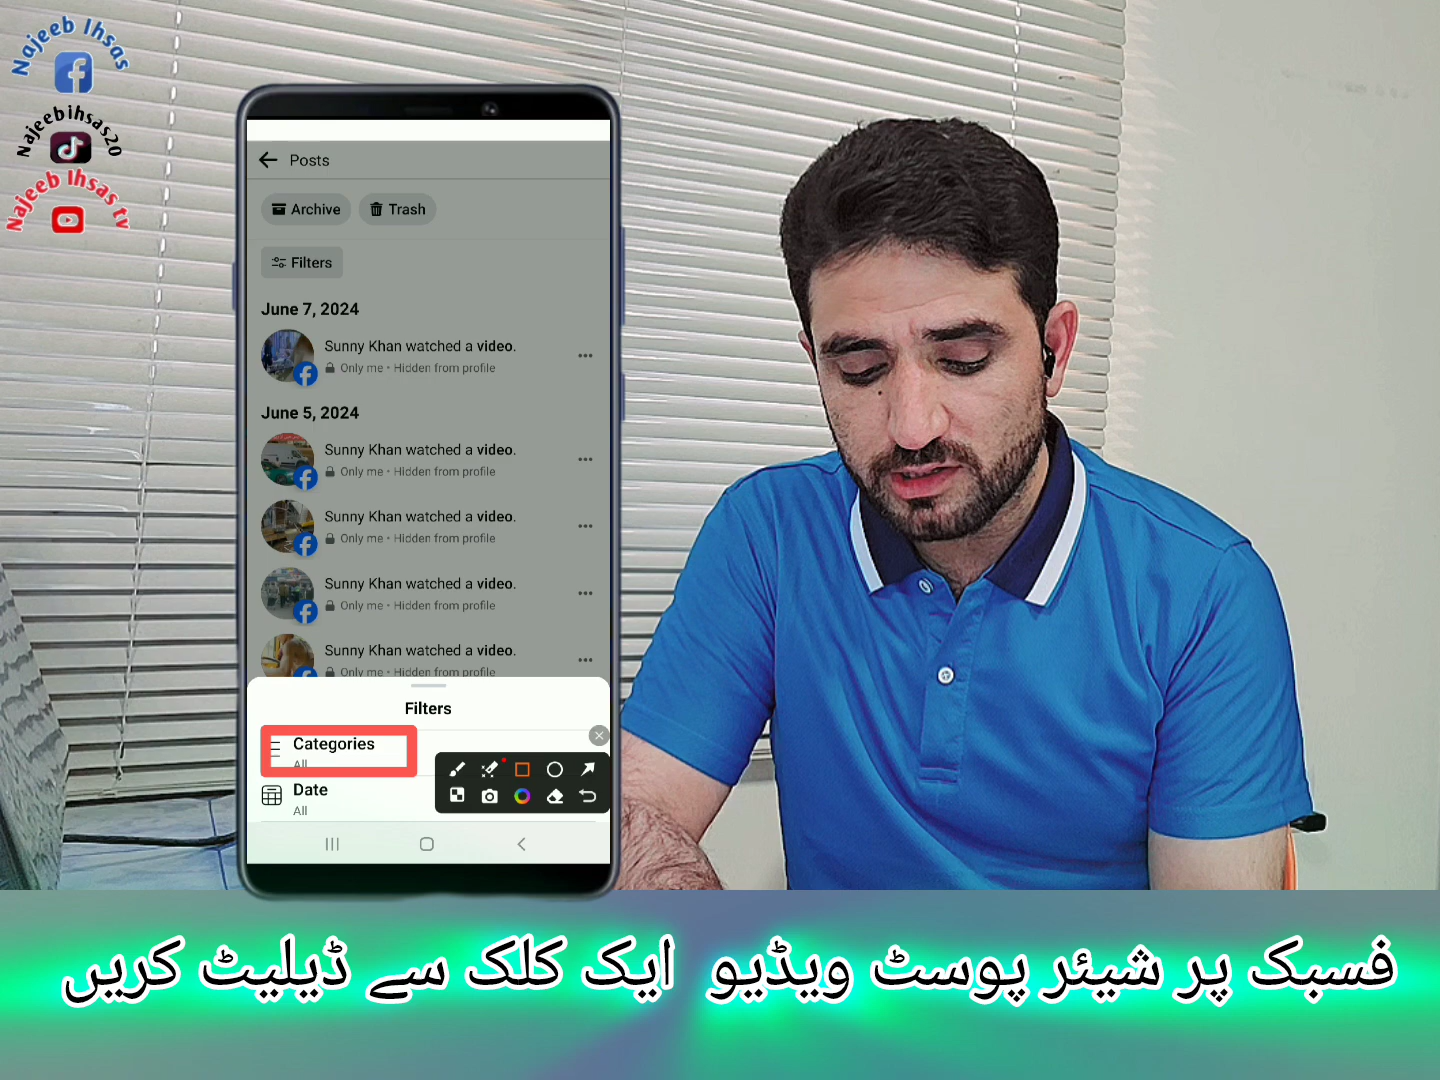 Najeeb Ihsas
Najeebihsas20
Najeeb Ihsas tv
Posts
Archive
Trash
Filters
June 7, 2024
Sunny Khan watched a video.
Only me • Hidden from profile
June 5, 2024
Sunny Khan watched a video.
Only me • Hidden from profile
Sunny Khan watched a video.
Only me • Hidden from profile
Sunny Khan watched a video.
Only me • Hidden from profile
Sunny Khan watched a video.
Only me • Hidden from profile
Filters
Categories
All
Date
All
فسبک پر شیئر پوسٹ ویڈیو ایک کلک سے ڈیلیٹ کریں